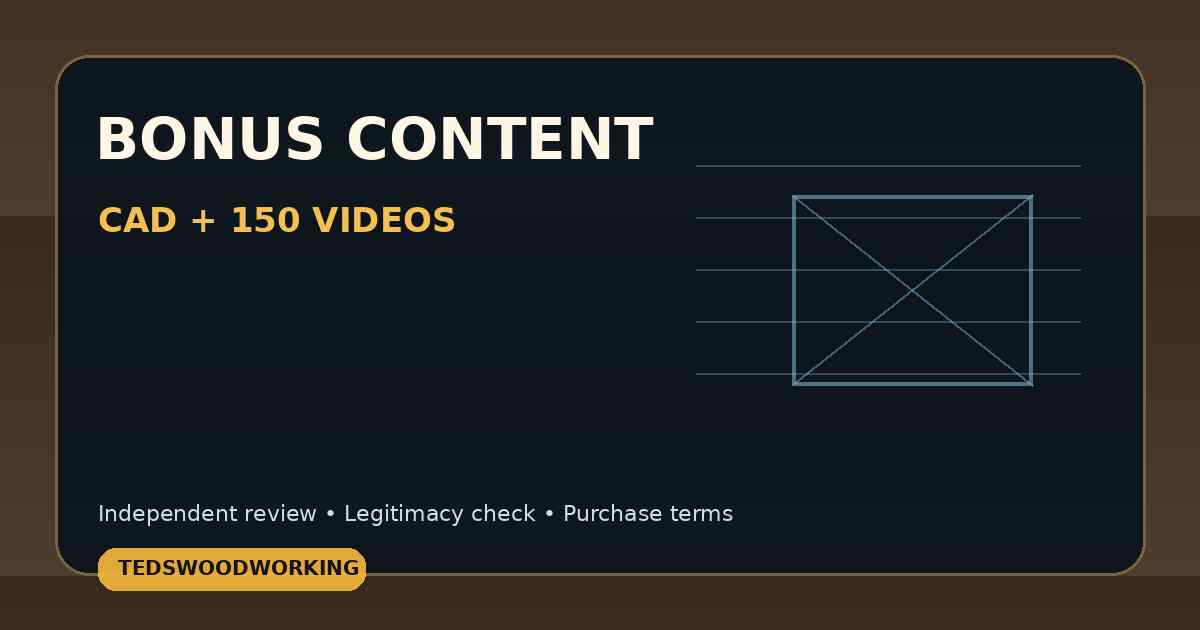 BONUS CONTENT
CAD + 150 VIDEOS
Independent review • Legitimacy check • Purchase terms
TEDSWOODWORKING